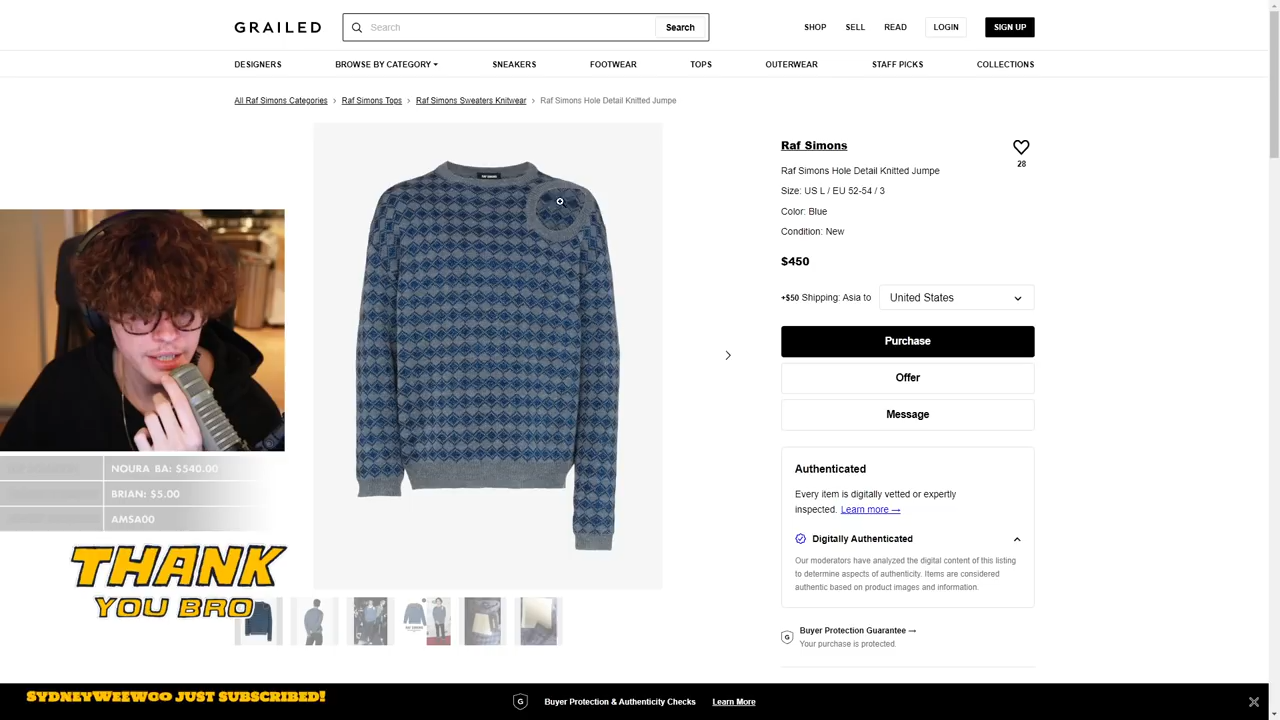 GRAILED
Search
Search
SHOP
SELL
READ
LOGIN
SIGN UP
DESIGNERS
BROWSE BY CATEGORY
SNEAKERS
FOOTWEAR
TOPS
OUTERWEAR
STAFF PICKS
COLLECTIONS
All Raf Simons Categories > Raf Simons Tops > Raf Simons Sweaters Knitwear > Raf Simons Hole Detail Knitted Jumpe
Raf Simons
28
Raf Simons Hole Detail Knitted Jumpe
Size: US L / EU 52-54 / 3
Color: Blue
Condition: New
$450
+$50 Shipping: Asia to
United States
Purchase
Offer
Message
Authenticated
Every item is digitally vetted or expertly
inspected. Learn more →
Digitally Authenticated
Our moderators have analyzed the digital content of this listing
to determine aspects of authenticity. Items are considered
authentic based on product images and information.
G
Buyer Protection Guarantee →
Your purchase is protected.
NOURA BA: $540.00
BRIAN: $5.00
AMSA00
THANK
YOU BRO
SYDNEYWEEWOO JUST SUBSCRIBED!
G
Buyer Protection & Authenticity Checks
Learn More